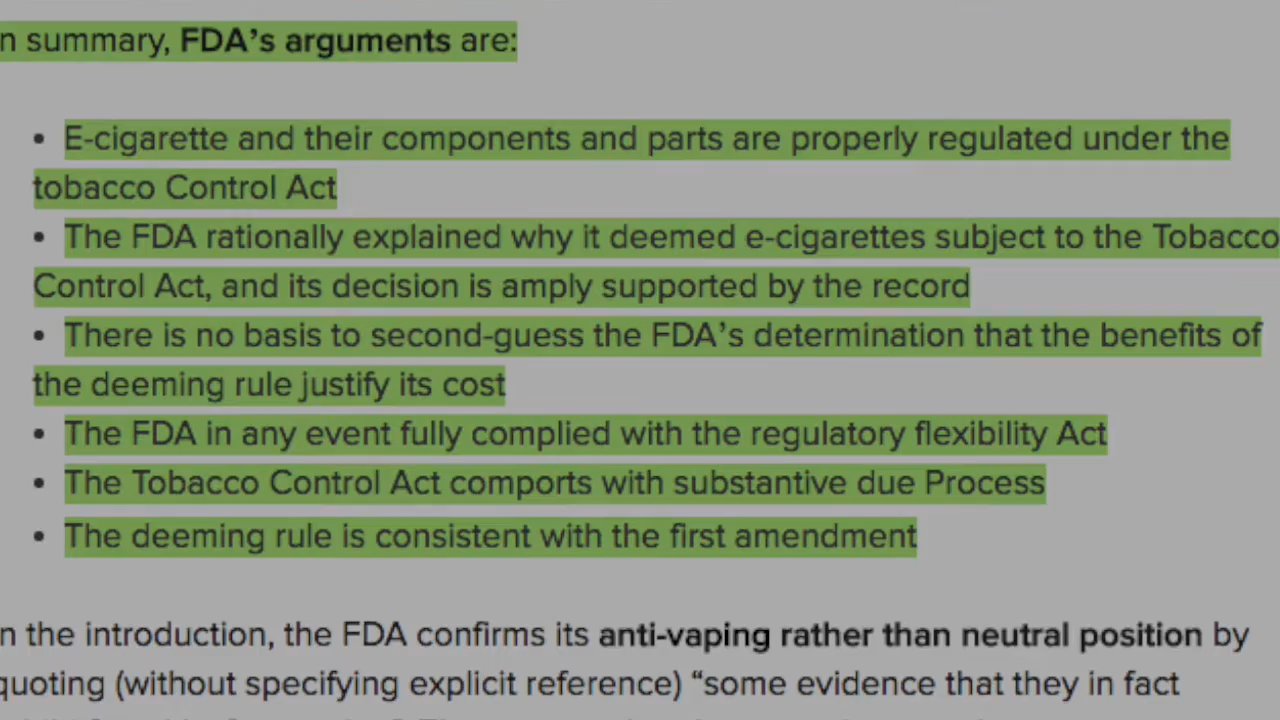 n summary, FDA's arguments are:
• E-cigarette and their components and parts are properly regulated under the
tobacco Control Act
• The FDA rationally explained why it deemed e-cigarettes subject to the Tobacco
Control Act, and its decision is amply supported by the record
• There is no basis to second-guess the FDA's determination that the benefits of
the deeming rule justify its cost
• The FDA in any event fully complied with the regulatory flexibility Act
• The Tobacco Control Act comports with substantive due Process
• The deeming rule is consistent with the first amendment
n the introduction, the FDA confirms its anti-vaping rather than neutral position by
quoting (without specifying explicit reference) “some evidence that they in fact